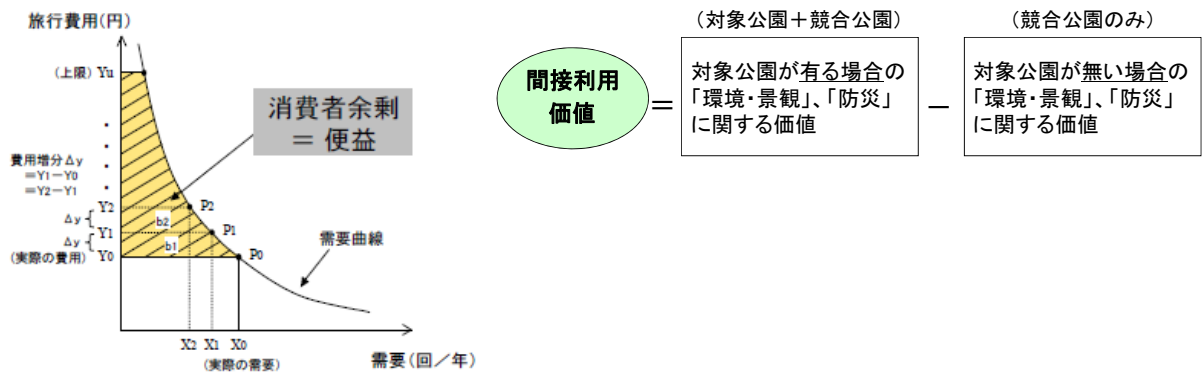 旅行費用(円)
(上限) Yu
消費者余剰
= 便益
費用増分Δy
=Y1-Y0
=Y2-Y1
Y2
Δy
Y1
Δy
Y0
(実際の費用)
P2
P1
P0
b2
b1
需要曲線
X2 X1 X0
(実際の需要)
需要(回/年)
間接利用
価値
=
(対象公園+競合公園)
対象公園が有る場合の
「環境・景観」、「防災」
に関する価値
-
(競合公園のみ)
対象公園が無い場合の
「環境・景観」、「防災」
に関する価値